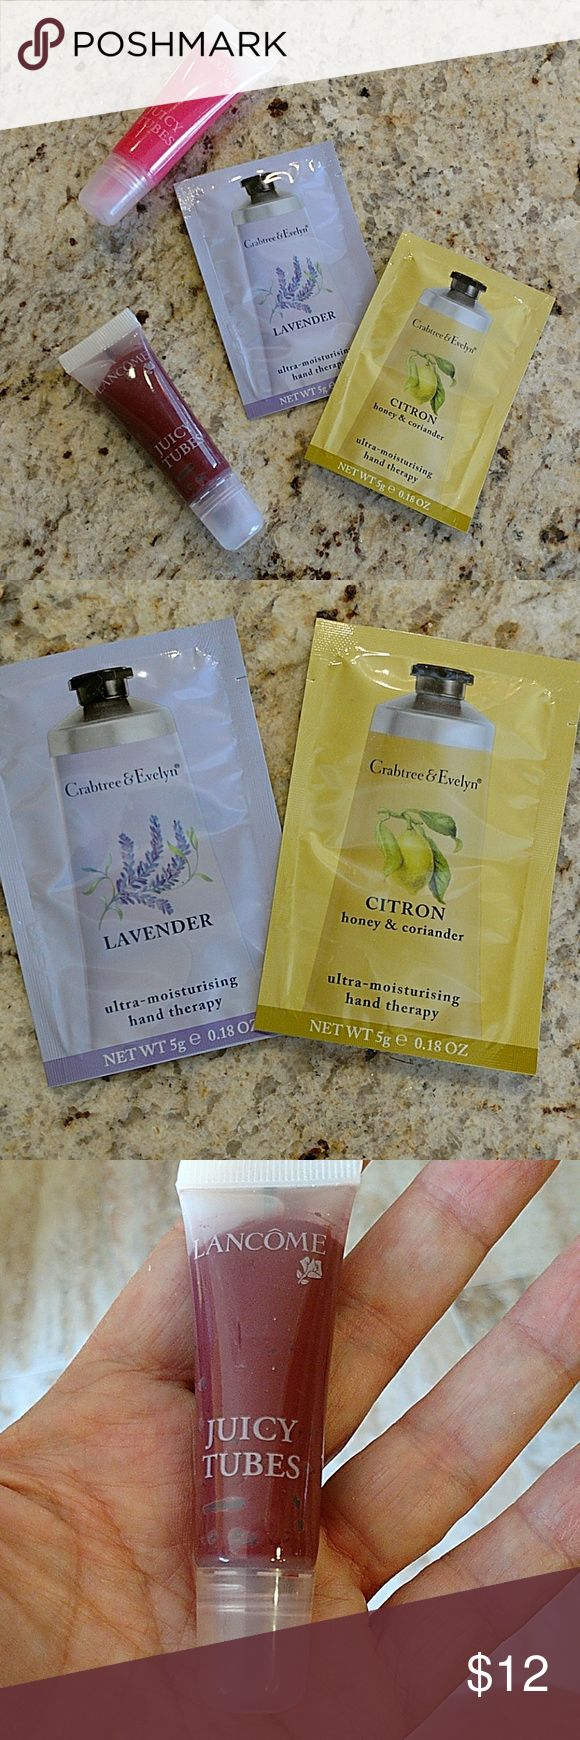 POSHMARK
JUICY
TUBES
LANCÔME
JUICY
TUBES
Crabtree & Evelyn®
LAVENDER
ultra-moisturising
hand therapy
NET WT 5g e
Crabtree & Evelyn®
CITRON
honey & coriander
ultra-moisturising
hand therapy
NET WT 5g e 0.18 OZ
Crabtree & Evelyn®
LAVENDER
ultra-moisturising
hand therapy
NET WT 5g e 0.18 OZ
Crabtree & Evelyn®
CITRON
honey & coriander
ultra-moisturising
hand therapy
NET WT 5g e 0.18 OZ
LANCÔME
JUICY
TUBES
$12